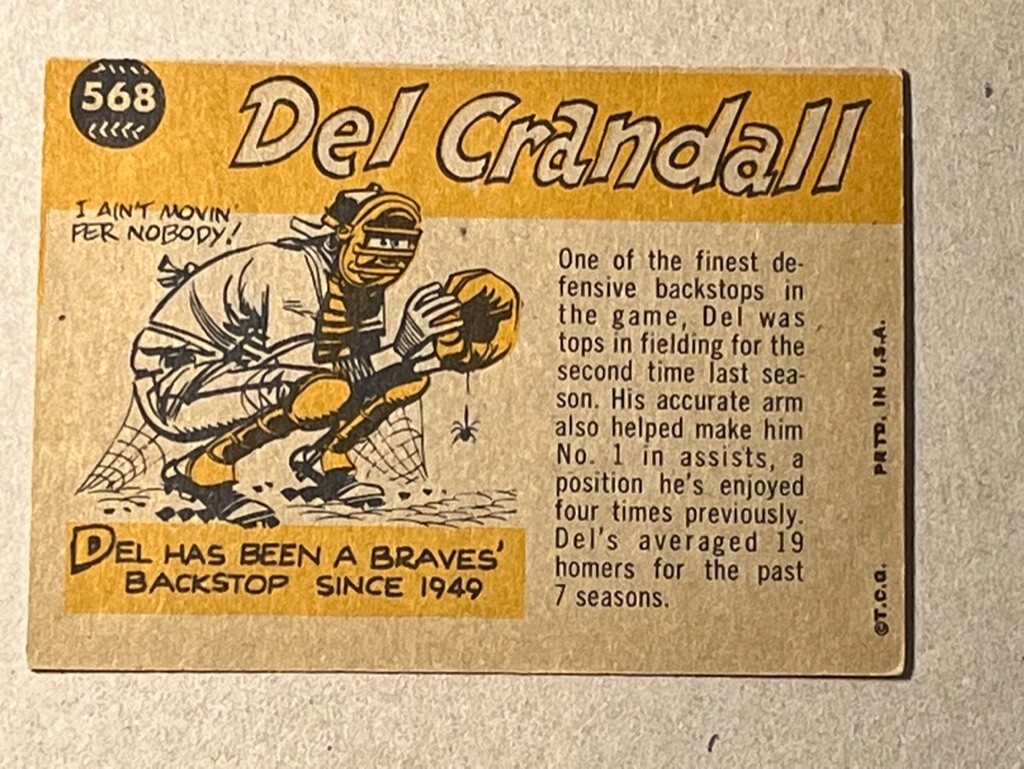 568
Del Crandall
I AIN'T MOVIN'
FER NOBODY!
One of the finest de-
fensive backstops in
the game, Del was
tops in fielding for the
second time last sea-
son. His accurate arm
also helped make him
No. 1 in assists, a
position he's enjoyed
four times previously.
Del's averaged 19
homers for the past
7 seasons.
DEL HAS BEEN A BRAVES'
BACKSTOP SINCE 1949
©T.C.G. PRTD. IN U.S.A.